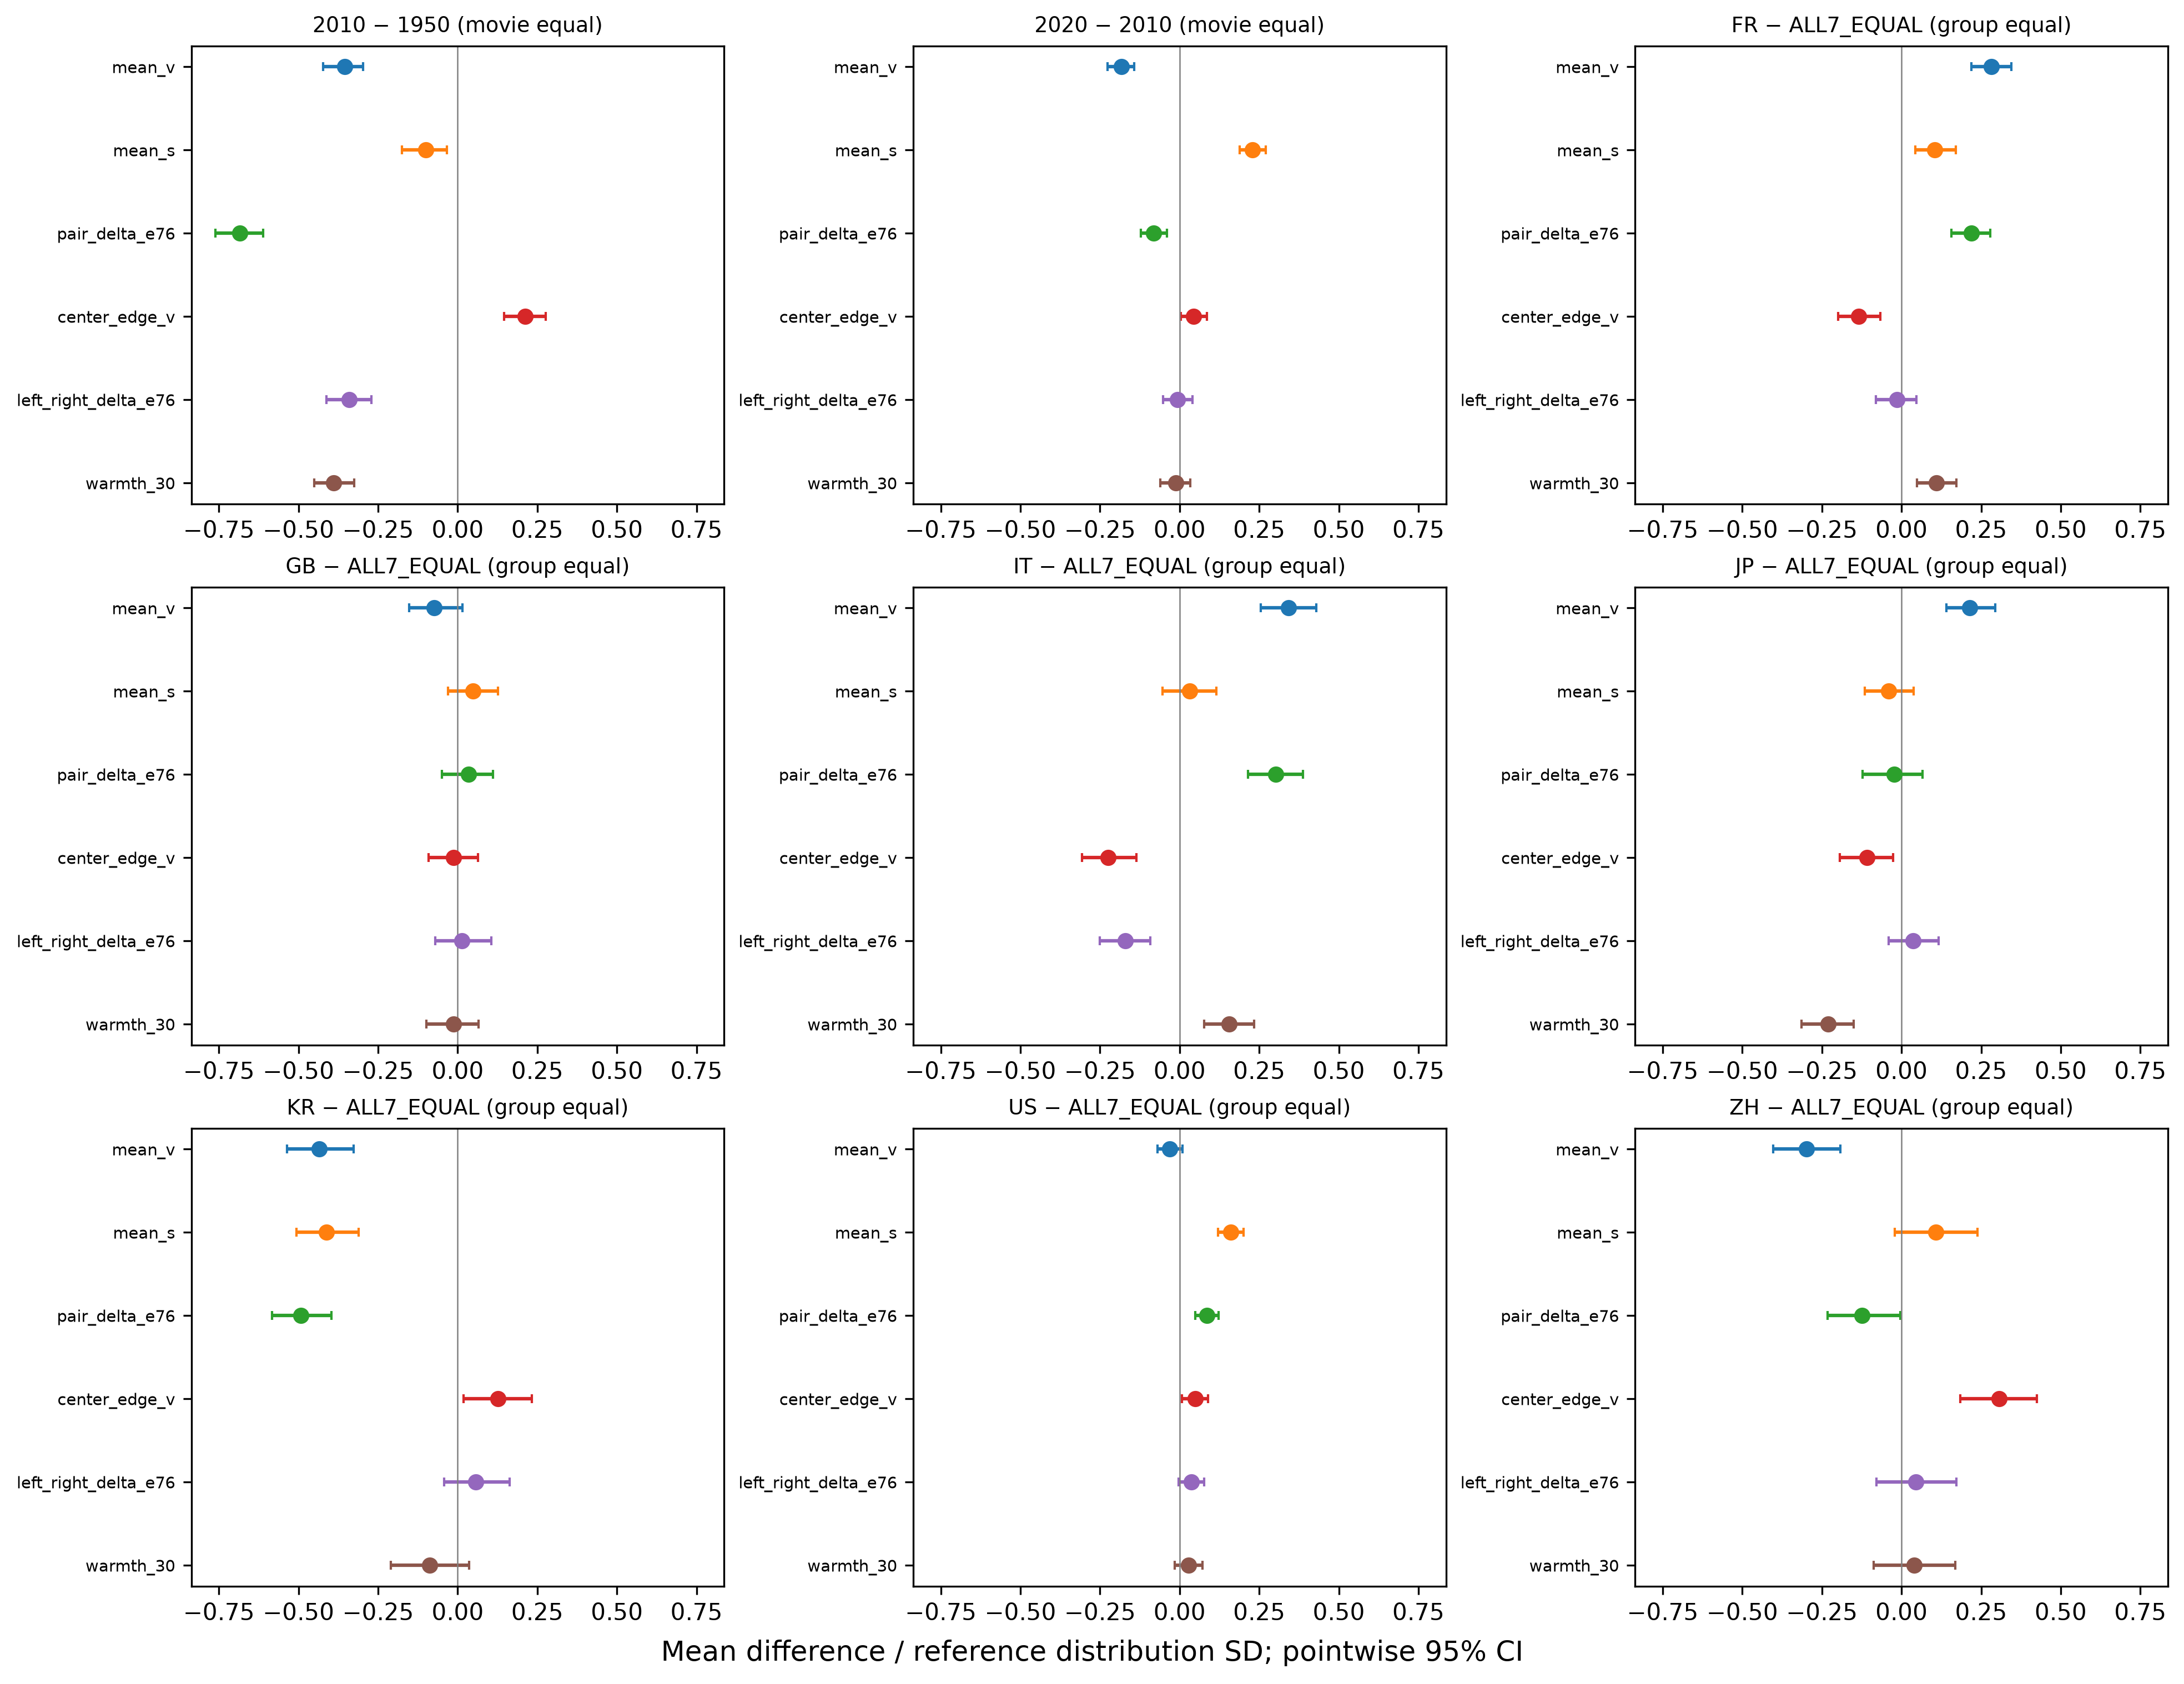 2010 − 1950 (movie equal)
mean_v
mean_s
pair_delta_e76
center_edge_v
left_right_delta_e76
warmth_30
−0.75 −0.50 −0.25 0.00 0.25 0.50 0.75
2020 − 2010 (movie equal)
mean_v
mean_s
pair_delta_e76
center_edge_v
left_right_delta_e76
warmth_30
−0.75 −0.50 −0.25 0.00 0.25 0.50 0.75
FR − ALL7_EQUAL (group equal)
mean_v
mean_s
pair_delta_e76
center_edge_v
left_right_delta_e76
warmth_30
−0.75 −0.50 −0.25 0.00 0.25 0.50 0.75
GB − ALL7_EQUAL (group equal)
mean_v
mean_s
pair_delta_e76
center_edge_v
left_right_delta_e76
warmth_30
−0.75 −0.50 −0.25 0.00 0.25 0.50 0.75
IT − ALL7_EQUAL (group equal)
mean_v
mean_s
pair_delta_e76
center_edge_v
left_right_delta_e76
warmth_30
−0.75 −0.50 −0.25 0.00 0.25 0.50 0.75
JP − ALL7_EQUAL (group equal)
mean_v
mean_s
pair_delta_e76
center_edge_v
left_right_delta_e76
warmth_30
−0.75 −0.50 −0.25 0.00 0.25 0.50 0.75
KR − ALL7_EQUAL (group equal)
mean_v
mean_s
pair_delta_e76
center_edge_v
left_right_delta_e76
warmth_30
−0.75 −0.50 −0.25 0.00 0.25 0.50 0.75
US − ALL7_EQUAL (group equal)
mean_v
mean_s
pair_delta_e76
center_edge_v
left_right_delta_e76
warmth_30
−0.75 −0.50 −0.25 0.00 0.25 0.50 0.75
ZH − ALL7_EQUAL (group equal)
mean_v
mean_s
pair_delta_e76
center_edge_v
left_right_delta_e76
warmth_30
−0.75 −0.50 −0.25 0.00 0.25 0.50 0.75
Mean difference / reference distribution SD; pointwise 95% CI